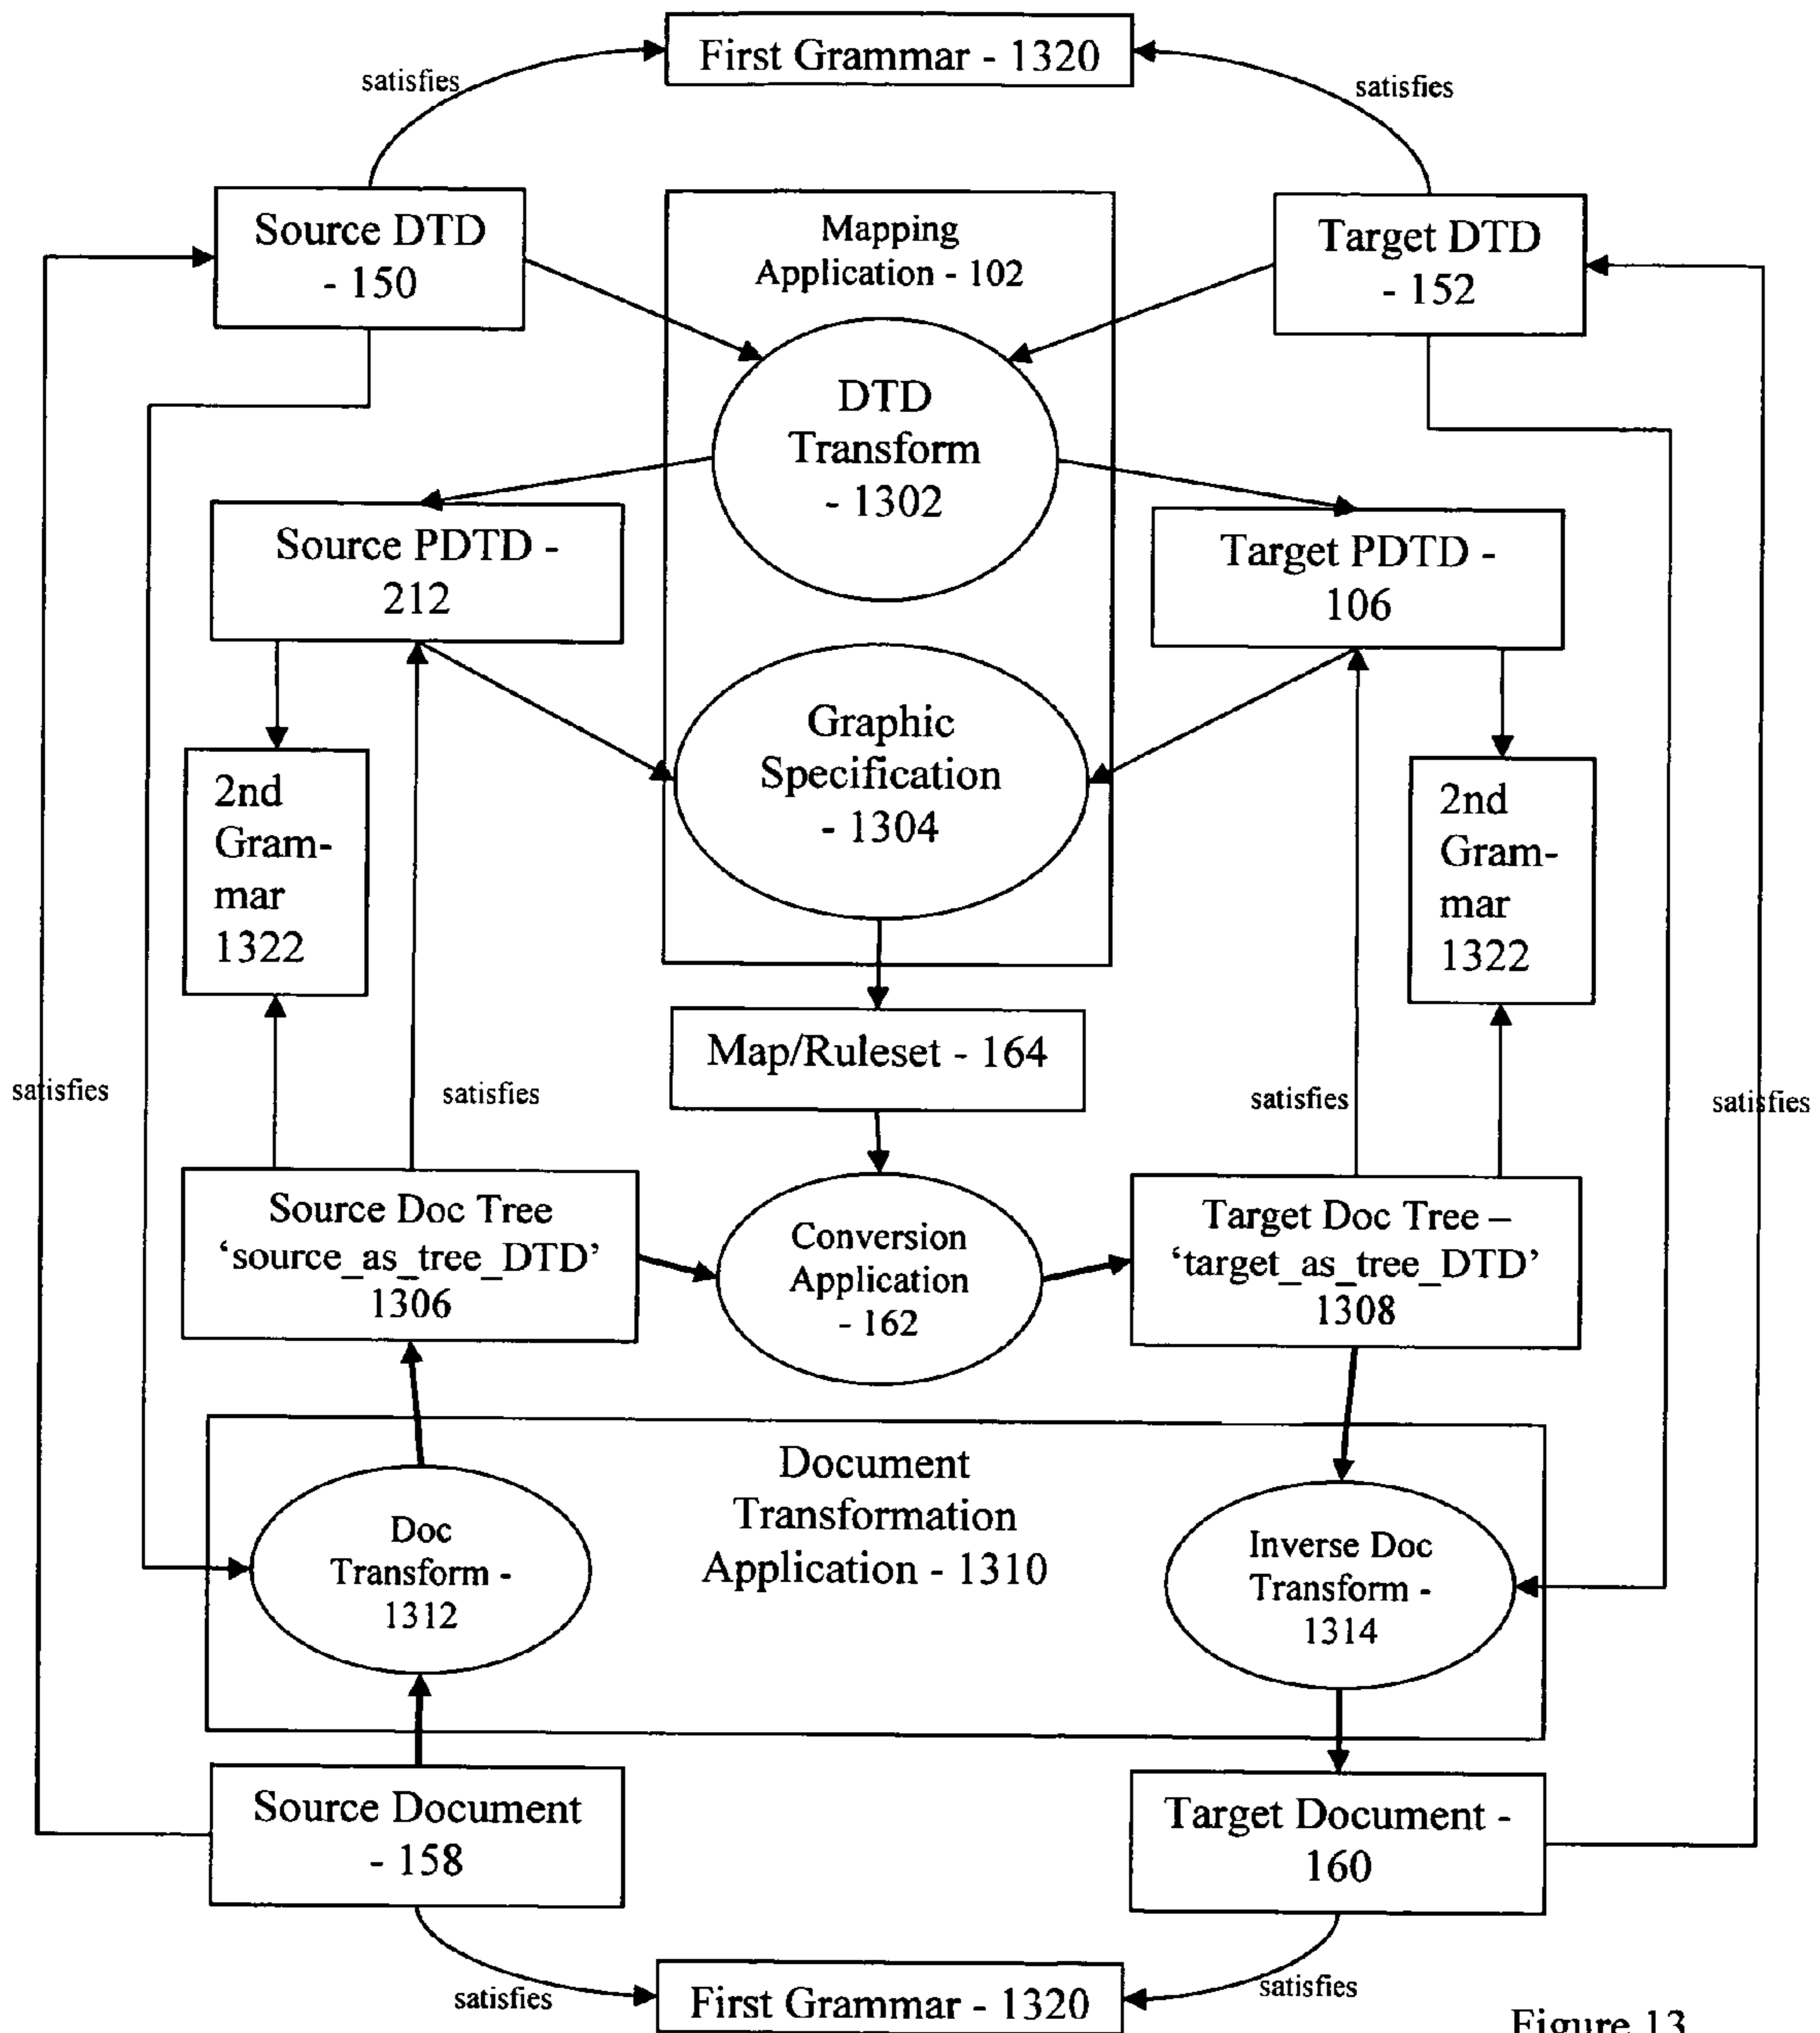 First Grammar - 1320
satisfies
satisfies
Source DTD
- 150
Mapping
Application - 102
Target DTD
- 152
DTD
Transform
- 1302
Source PDTD -
212
Target PDTD -
106
Graphic
Specification
- 1304
2nd
Gram-
mar
1322
2nd
Gram-
mar
1322
Map/Ruleset - 164
satisfies
satisfies
satisfies
satisfies
Source Doc Tree
‘source_as_tree_DTD’
1306
Conversion
Application
- 162
Target Doc Tree –
‘target_as_tree_DTD’
1308
Document
Transformation
Application - 1310
Doc
Transform -
1312
Inverse Doc
Transform -
1314
Source Document
- 158
Target Document -
160
satisfies
satisfies
First Grammar - 1320
Figure 13